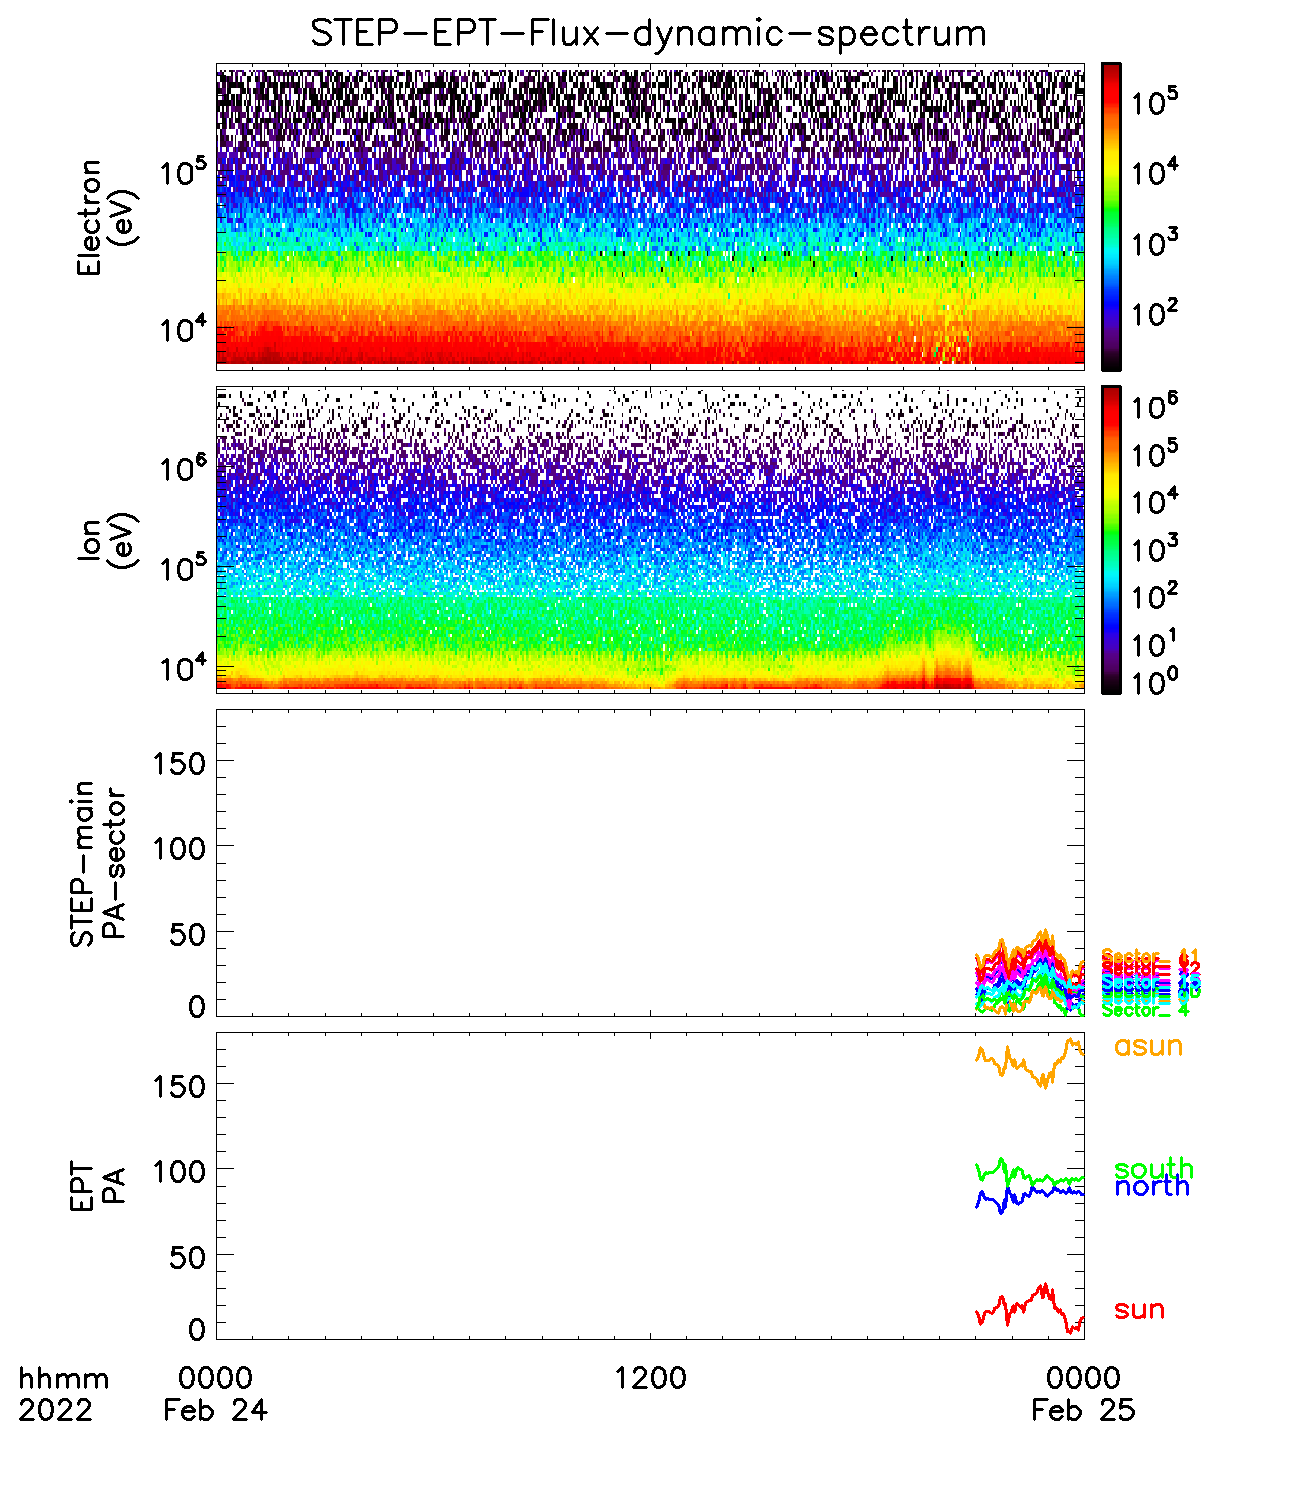 STEP-EPT-Flux-dynamic-spectrum
Electron
(eV)
10^5
10^4
10^5
10^4
10^3
10^2
Ion
(eV)
10^6
10^5
10^4
10^6
10^5
10^4
10^3
10^2
10^1
10^0
STEP-main
PA-sector
150
100
50
0
Sector_ 11
Sector_ 4
EPT
PA
150
100
50
0
asun
south
north
sun
hhmm
2022
0000
Feb 24
1200
0000
Feb 25